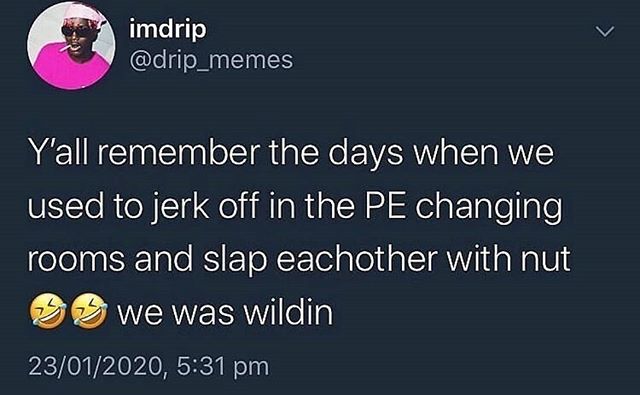 imdrip
@drip_memes
Y'all remember the days when we
used to jerk off in the PE changing
rooms and slap eachother with nut
🤣🤣 we was wildin
23/01/2020, 5:31 pm